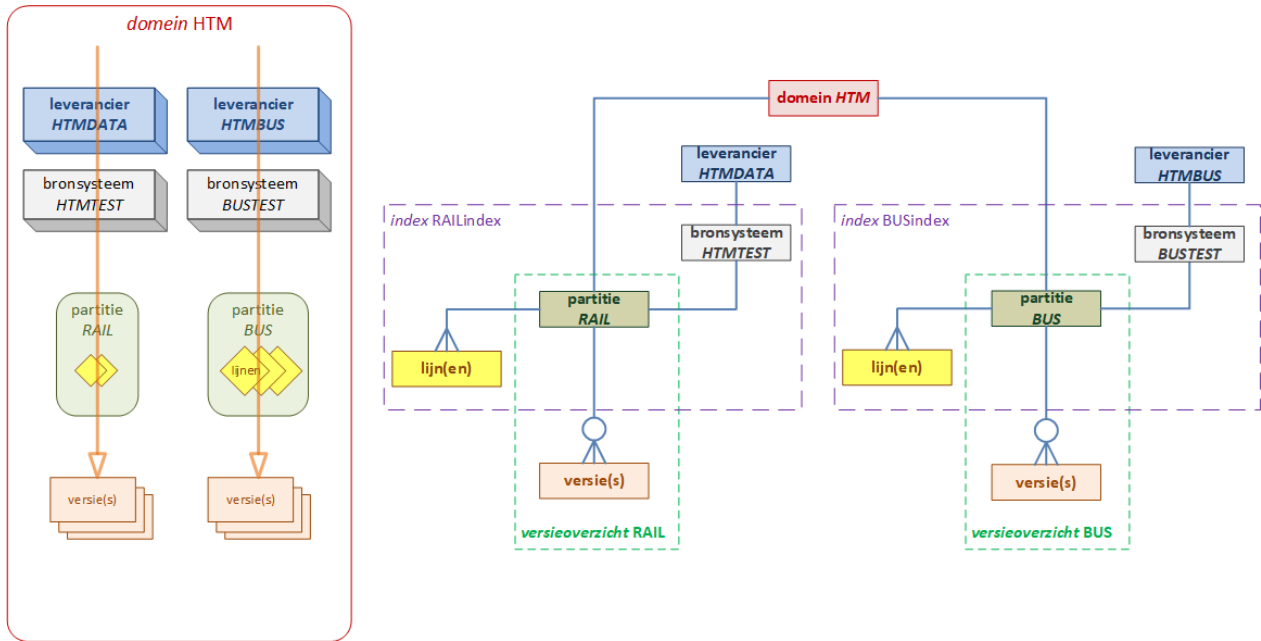 domein HTM
leverancier
HTMDATA
leverancier
HTMBUS
bronsysteem
HTMTEST
bronsysteem
BUSTEST
partitie
RAIL
partitie
BUS
lijnen
versie(s)
versie(s)
domein HTM
leverancier
HTMDATA
leverancier
HTMBUS
index RAILindex
bronsysteem
HTMTEST
index BUSindex
bronsysteem
BUSTEST
partitie
RAIL
partitie
BUS
lijn(en)
lijn(en)
versie(s)
versie(s)
versieoverzicht RAIL
versieoverzicht BUS